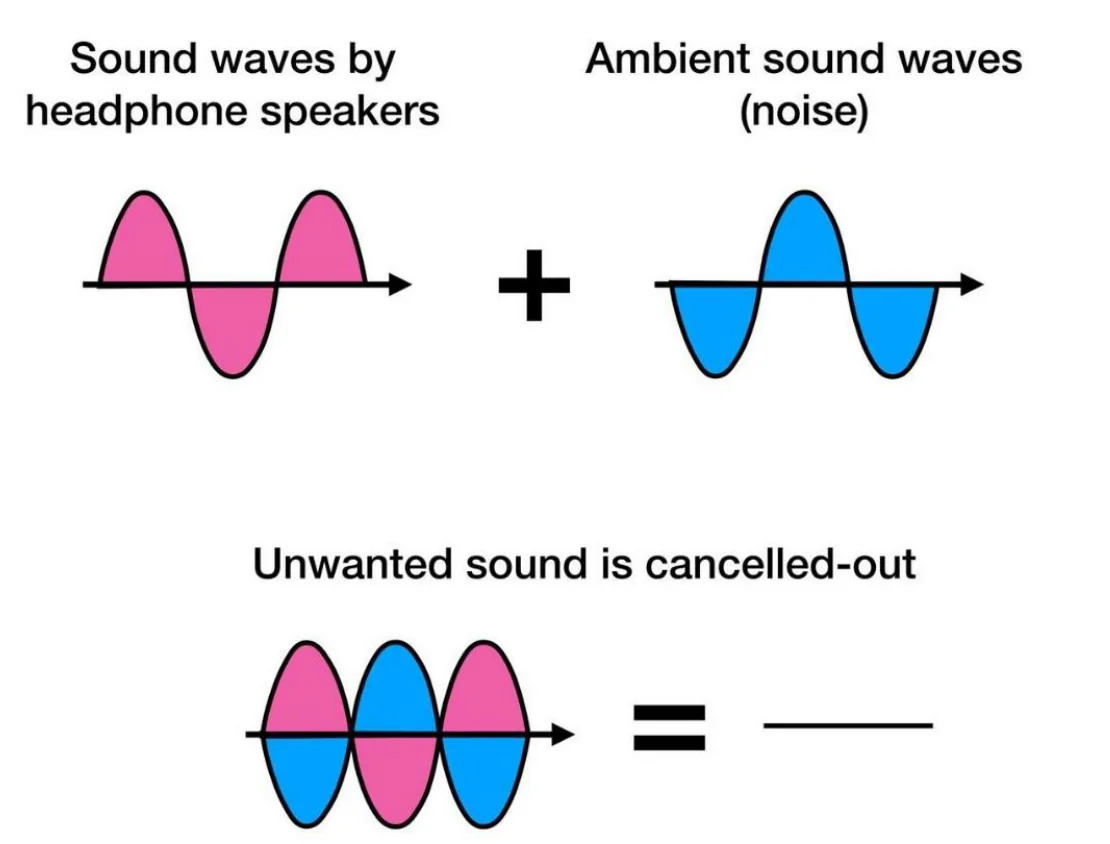 Sound waves by
headphone speakers
Ambient sound waves
(noise)
+
Unwanted sound is cancelled-out
=